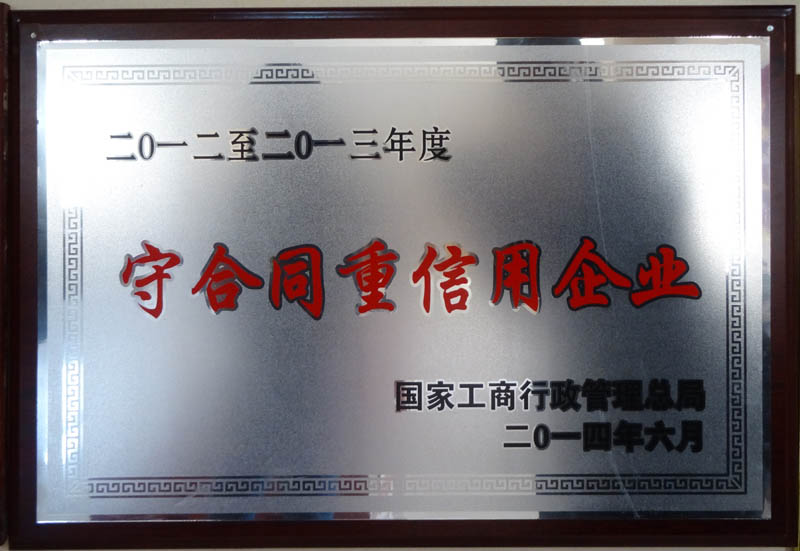 二0一二至二0一三年度
守合同重信用企业
国家工商行政管理总局
二0一四年六月